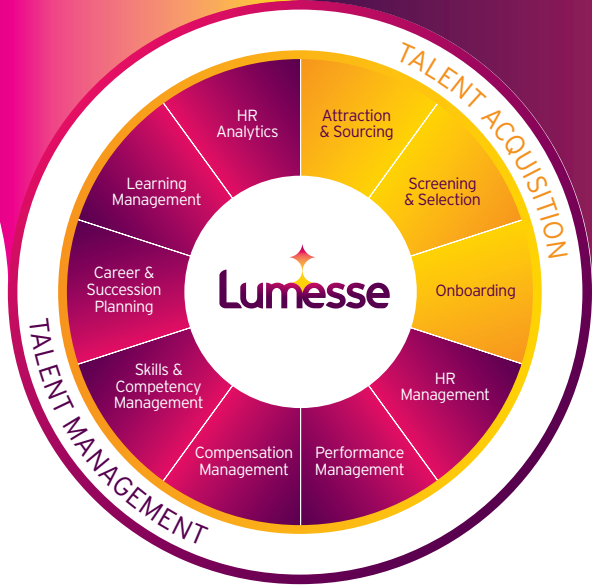 TALENT ACQUISITION
Attraction
& Sourcing
Screening
& Selection
Onboarding
HR
Management
Performance
Management
Compensation
Management
Skills &
Competency
Management
Career &
Succession
Planning
Learning
Management
HR
Analytics
TALENT MANAGEMENT
Lumesse